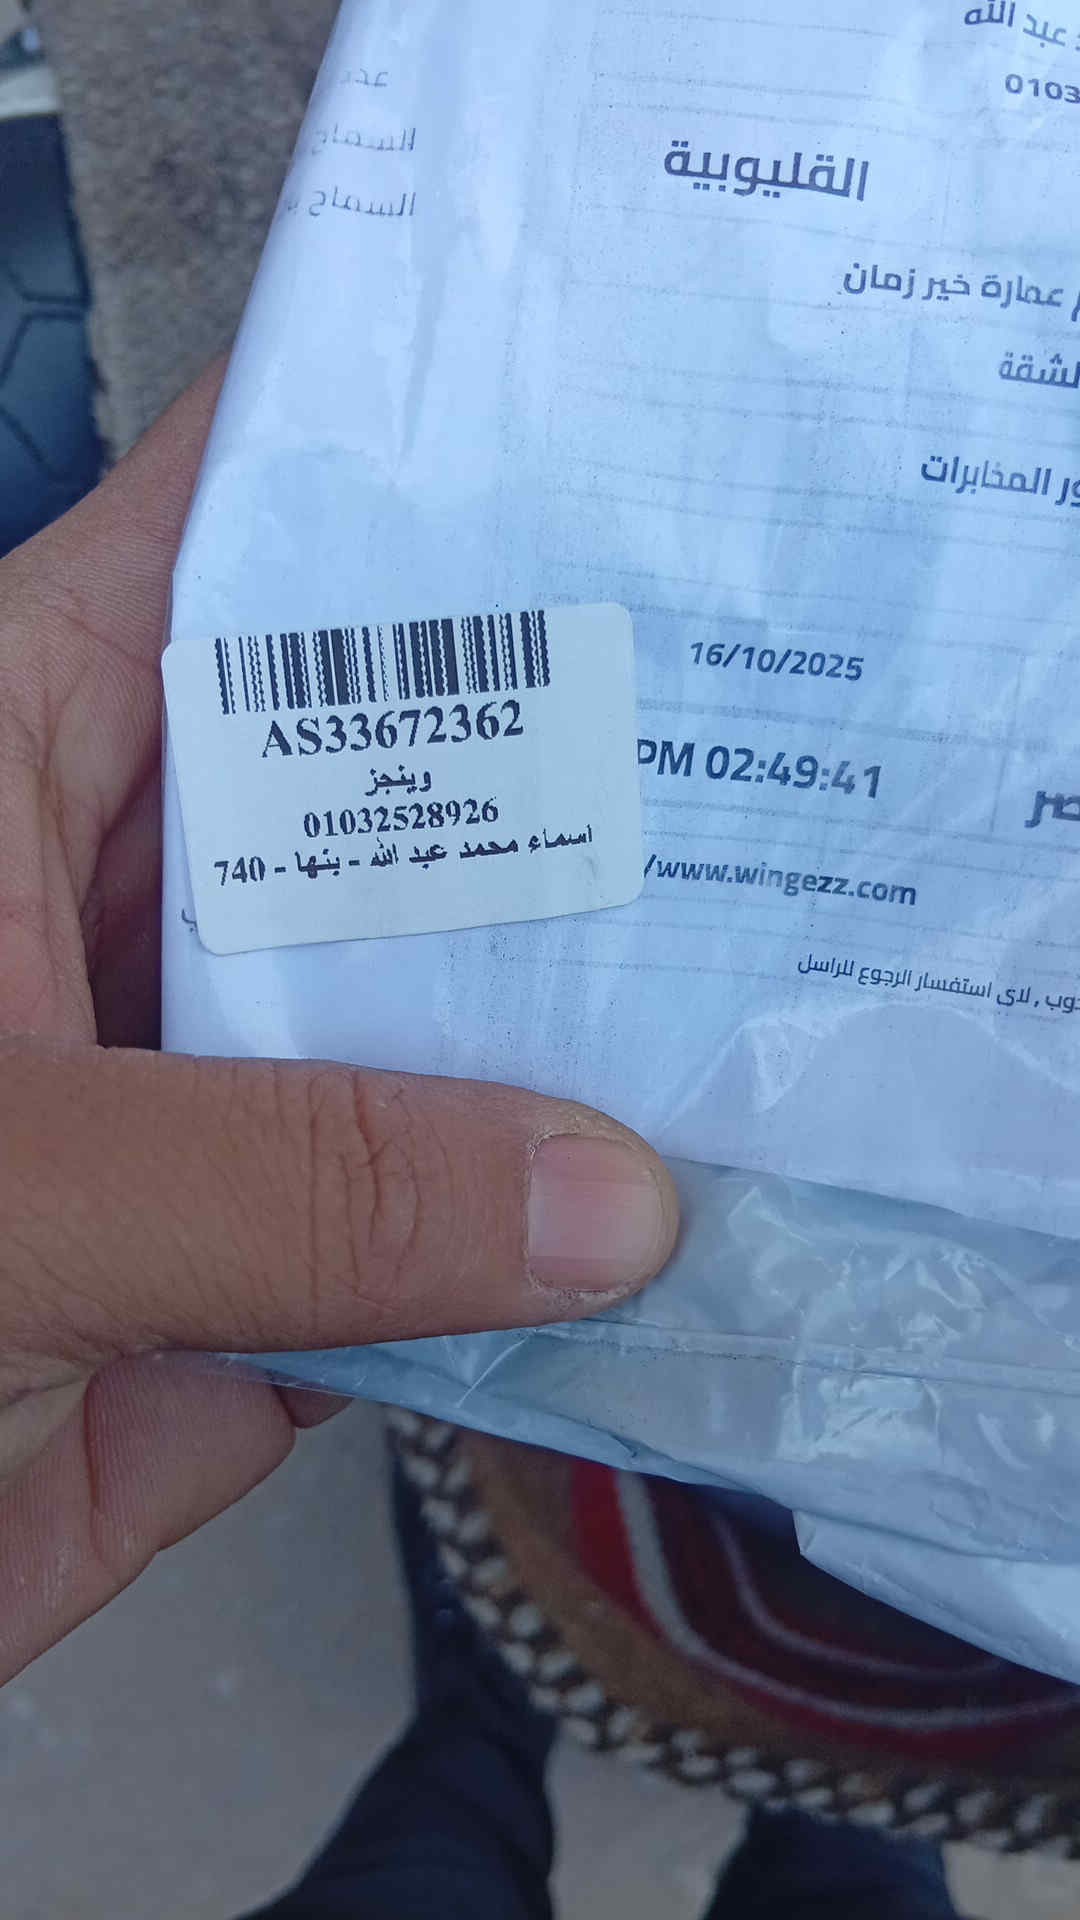 عبد الله
0103
عدد
السماح
السماح
القليوبية
عمارة خير زمان
الشقة
المخابرات
16/10/2025
PM 02:49:41
/www.wingezz.com
لاى استفسار الرجوع للراسل
AS33672362
وينجز
01032528926
اسماء محمد عبد الله - بنها - 740